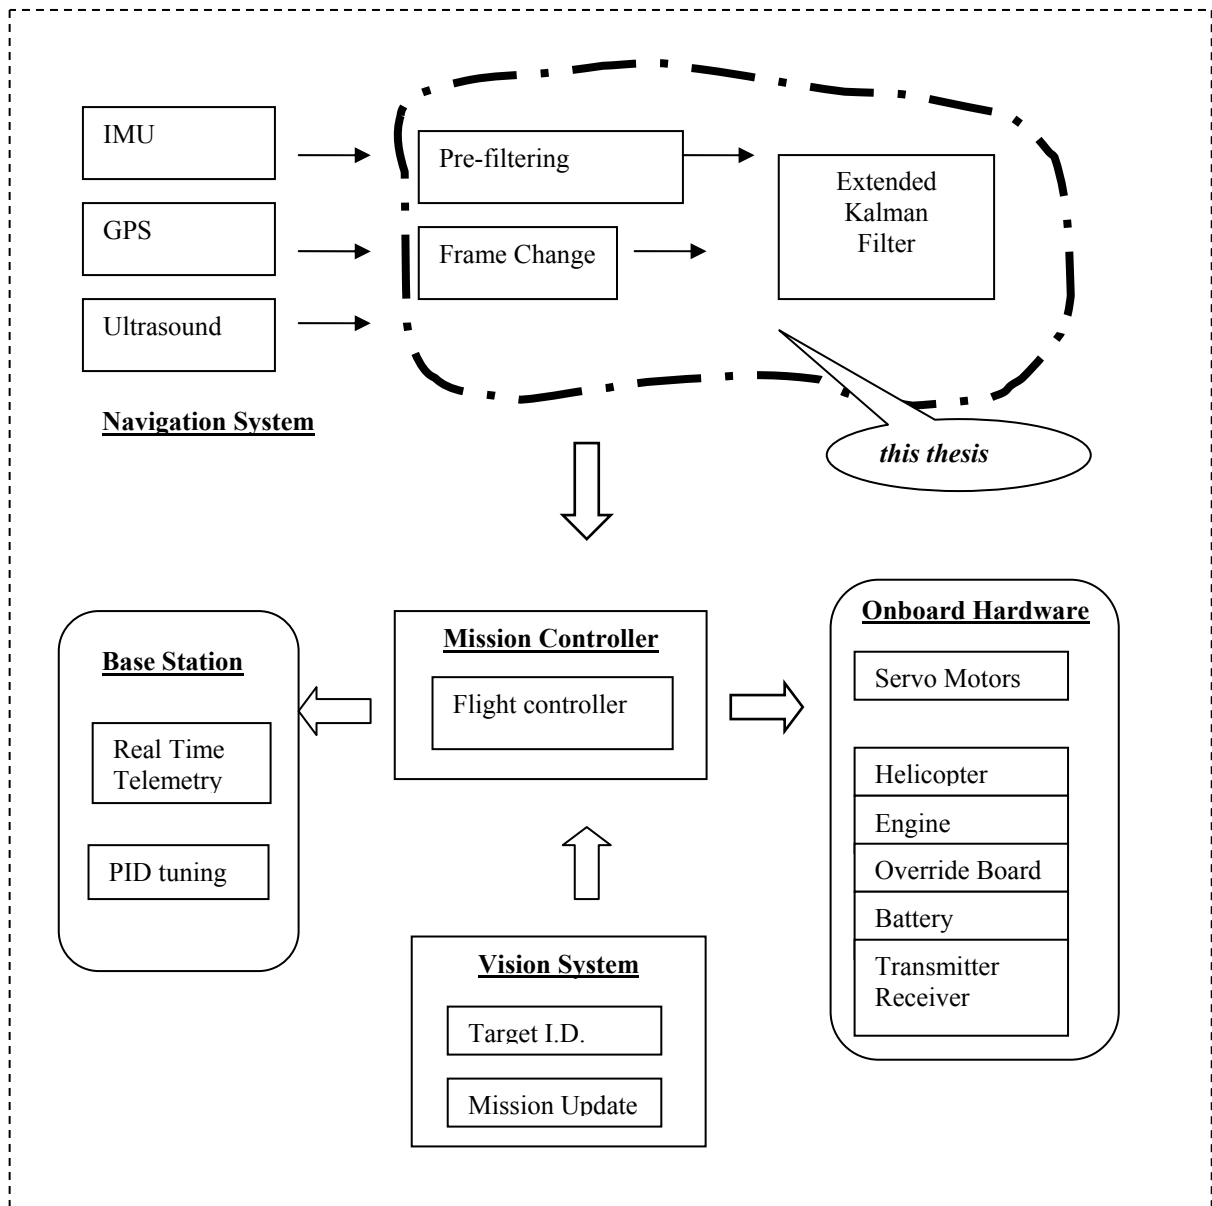 IMU
Pre-filtering
Extended
Kalman
Filter
GPS
Frame Change
Ultrasound
Navigation System
this thesis
Base Station
Real Time
Telemetry
PID tuning
Mission Controller
Flight controller
Onboard Hardware
Servo Motors
Helicopter
Engine
Override Board
Battery
Transmitter
Receiver
Vision System
Target I.D.
Mission Update